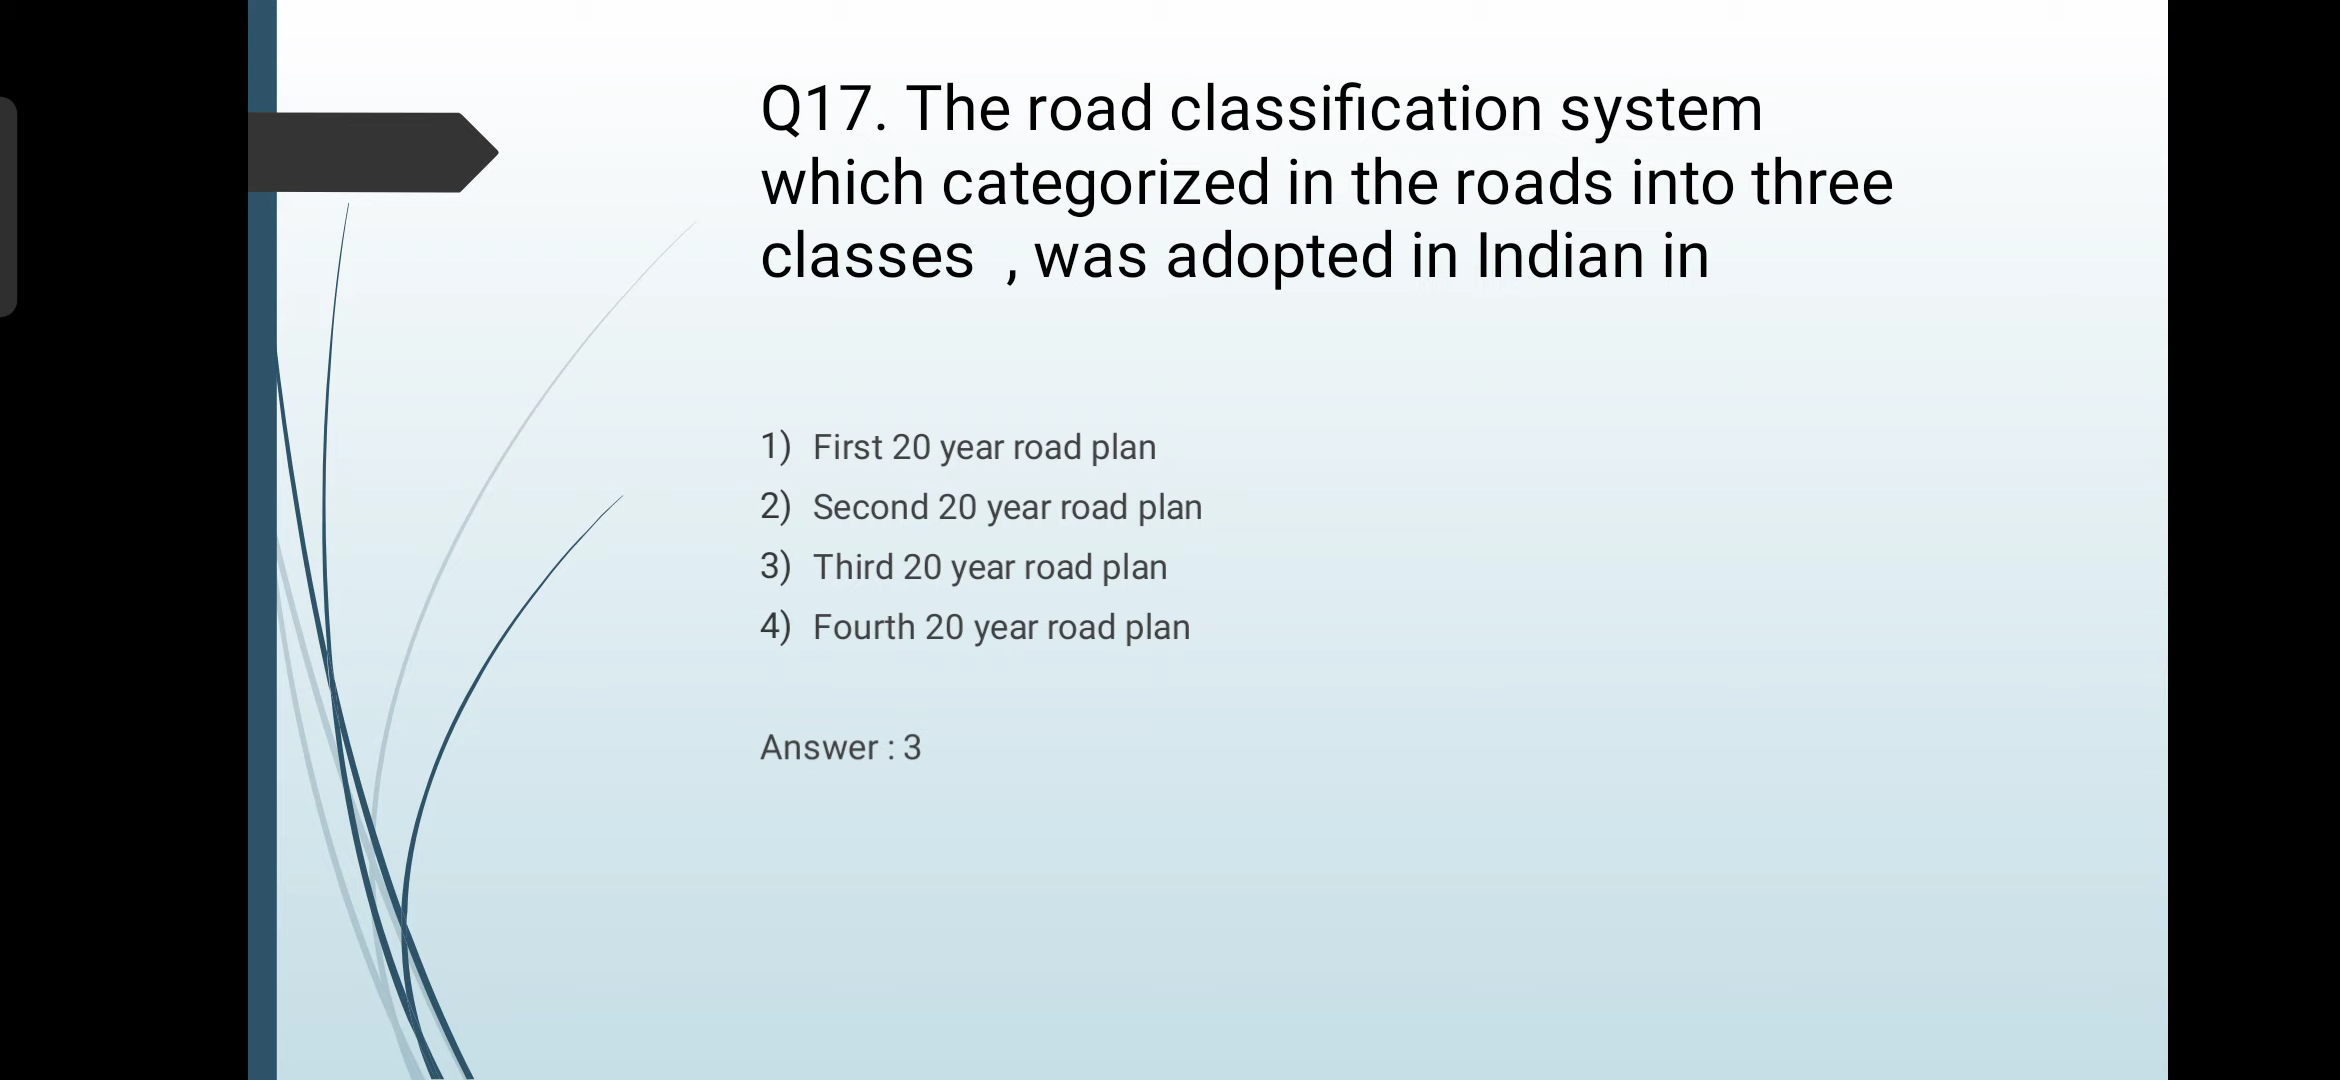 Q17. The road classification system
which categorized in the roads into three
classes , was adopted in Indian in
1) First 20 year road plan
2) Second 20 year road plan
3) Third 20 year road plan
4) Fourth 20 year road plan
Answer : 3